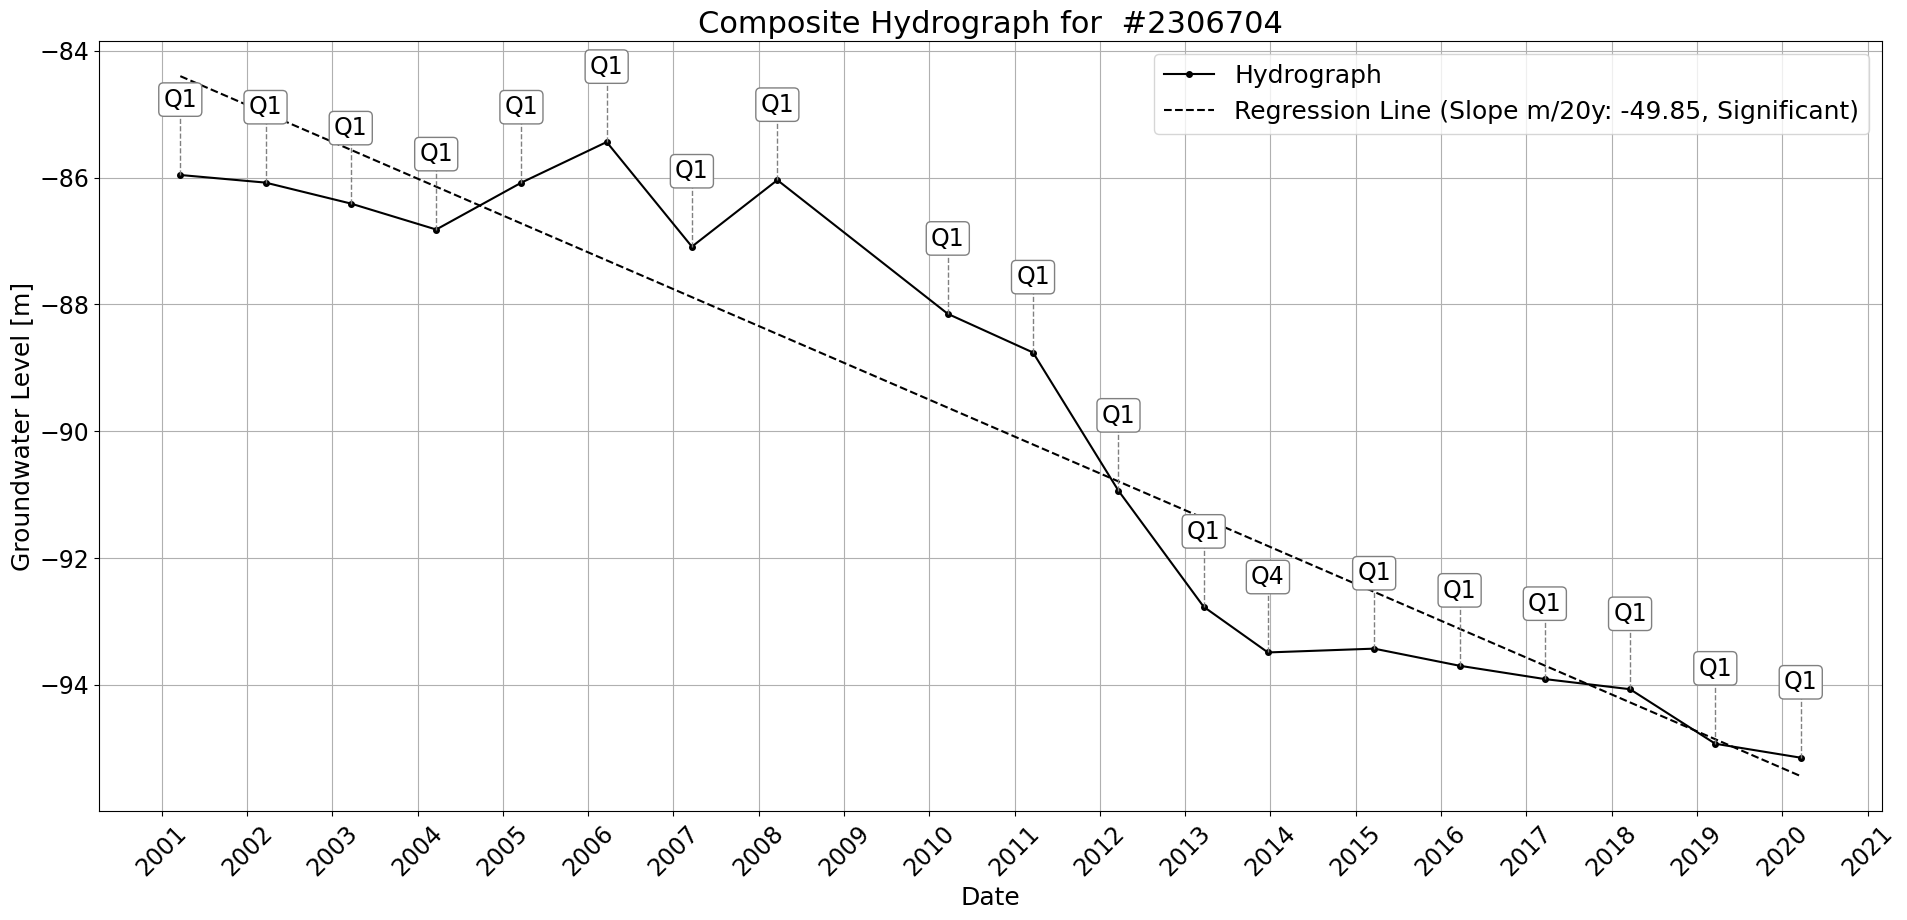 Composite Hydrograph for  #2306704
Hydrograph
Regression Line (Slope m/20y: -49.85, Significant)
Groundwater Level [m]
−84
−86
−88
−90
−92
−94
Q1
Q1
Q1
Q1
Q1
Q1
Q1
Q1
Q1
Q1
Q1
Q1
Q4
Q1
Q1
Q1
Q1
Q1
Q1
2001
2002
2003
2004
2005
2006
2007
2008
2009
2010
2011
2012
2013
2014
2015
2016
2017
2018
2019
2020
2021
Date